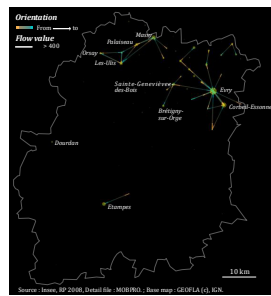 Orientation
From → to
Flow value
> 400
Massy
Palaiseau
Orsay
Les-Ulis
Sainte-Geneviève
des-Bois
Evry
Brétigny-
sur-Orge
Corbeil-Essonne
Dourdan
Etampes
10 km
Source : Insee, RP 2008, Detail file : MOBPRO. ; Base map : GEOFLA (c), IGN.